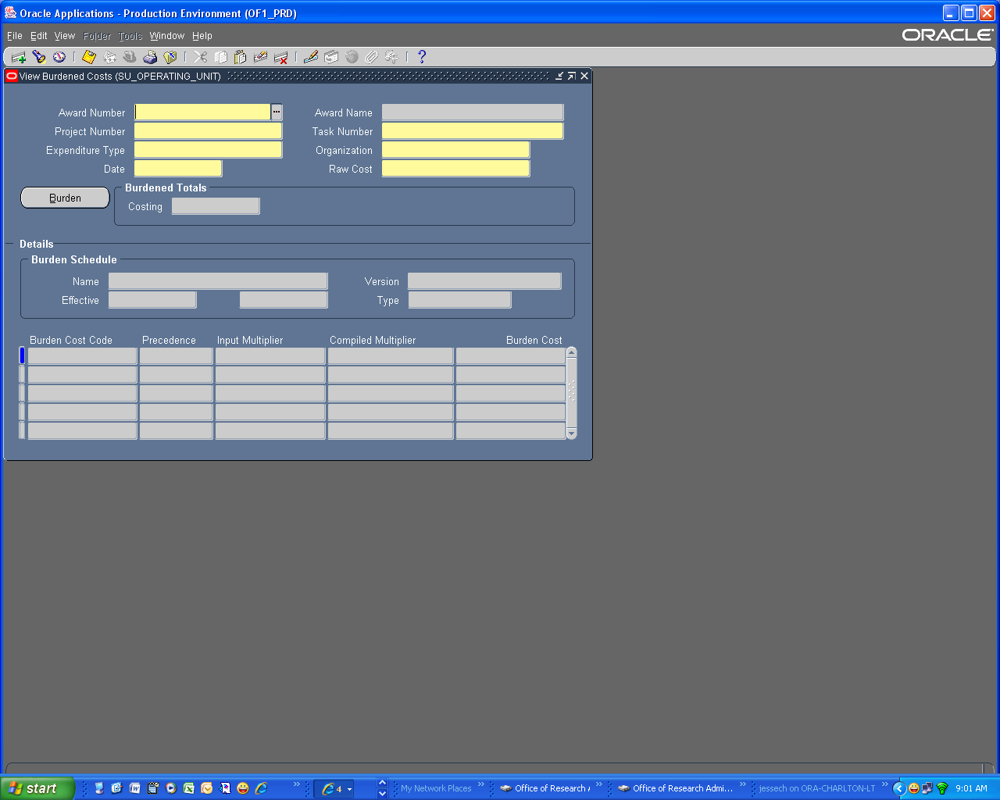 Oracle Applications - Production Environment (OF1_PRD)
File Edit View Folder Tools Window Help
ORACLE
View Burdened Costs (SU_OPERATING_UNIT)
Award Number
Award Name
Project Number
Task Number
Expenditure Type
Organization
Date
Raw Cost
Burden
Burdened Totals
Costing
Details
Burden Schedule
Name
Version
Effective
Type
Burden Cost Code Precedence Input Multiplier Compiled Multiplier Burden Cost
start
4
My Network Places
Office of Research
Office of Research Admi...
jessech on ORA-CHARLTON-LT
9:01 AM